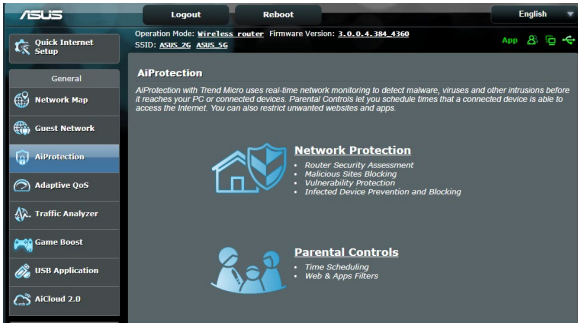 ASUS
Logout
Reboot
English
Quick Internet
Setup
Operation Mode: Wireless router Firmware Version: 3.0.0.4.384_4360
SSID: ASUS_2G ASUS_5G
App
General
Network Map
Guest Network
AiProtection
Adaptive QoS
Traffic Analyzer
Game Boost
USB Application
AiCloud 2.0
AiProtection
AiProtection with Trend Micro uses real-time network monitoring to detect malware, viruses and other intrusions before
it reaches your PC or connected devices. Parental Controls let you schedule times that a connected device is able to
access the Internet. You can also restrict unwanted websites and apps.
Network Protection
• Router Security Assessment
• Malicious Sites Blocking
• Vulnerability Protection
• Infected Device Prevention and Blocking
Parental Controls
• Time Scheduling
• Web & Apps Filters